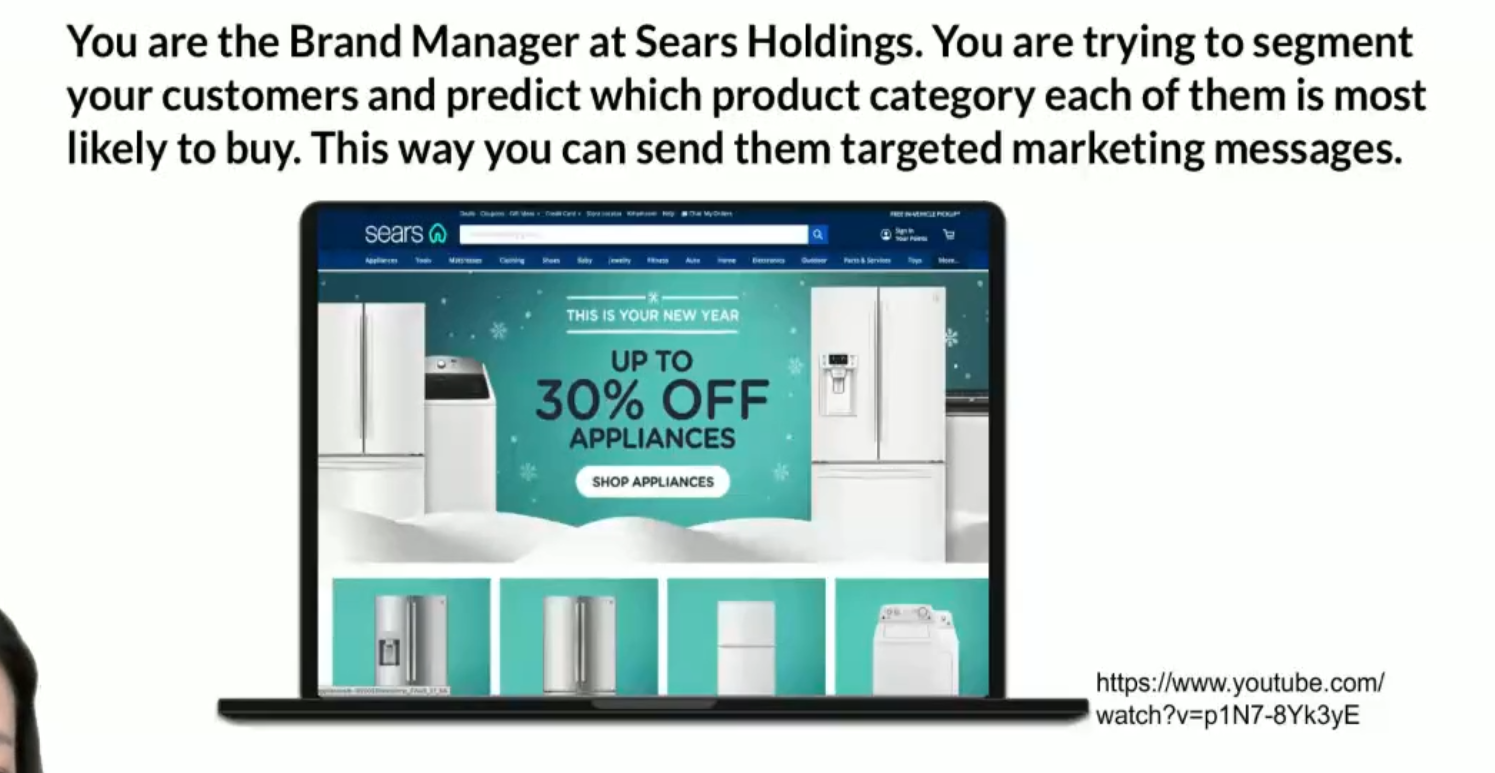 You are the Brand Manager at Sears Holdings. You are trying to segment
your customers and predict which product category each of them is most
likely to buy. This way you can send them targeted marketing messages.
Deals Coupons Gift Ideas Credit Card Store Locator Help Chat My Orders
FREE IN-VEHICLE PICKUP*
sears
Sign In
Your Points
Appliances Tools Mattresses Clothing Shoes Baby Jewelry Fitness Auto Home Electronics Outdoor Parts & Services Toys More...
THIS IS YOUR NEW YEAR
UP TO
30% OFF
APPLIANCES
SHOP APPLIANCES
https://www.youtube.com/
watch?v=p1N7-8Yk3yE